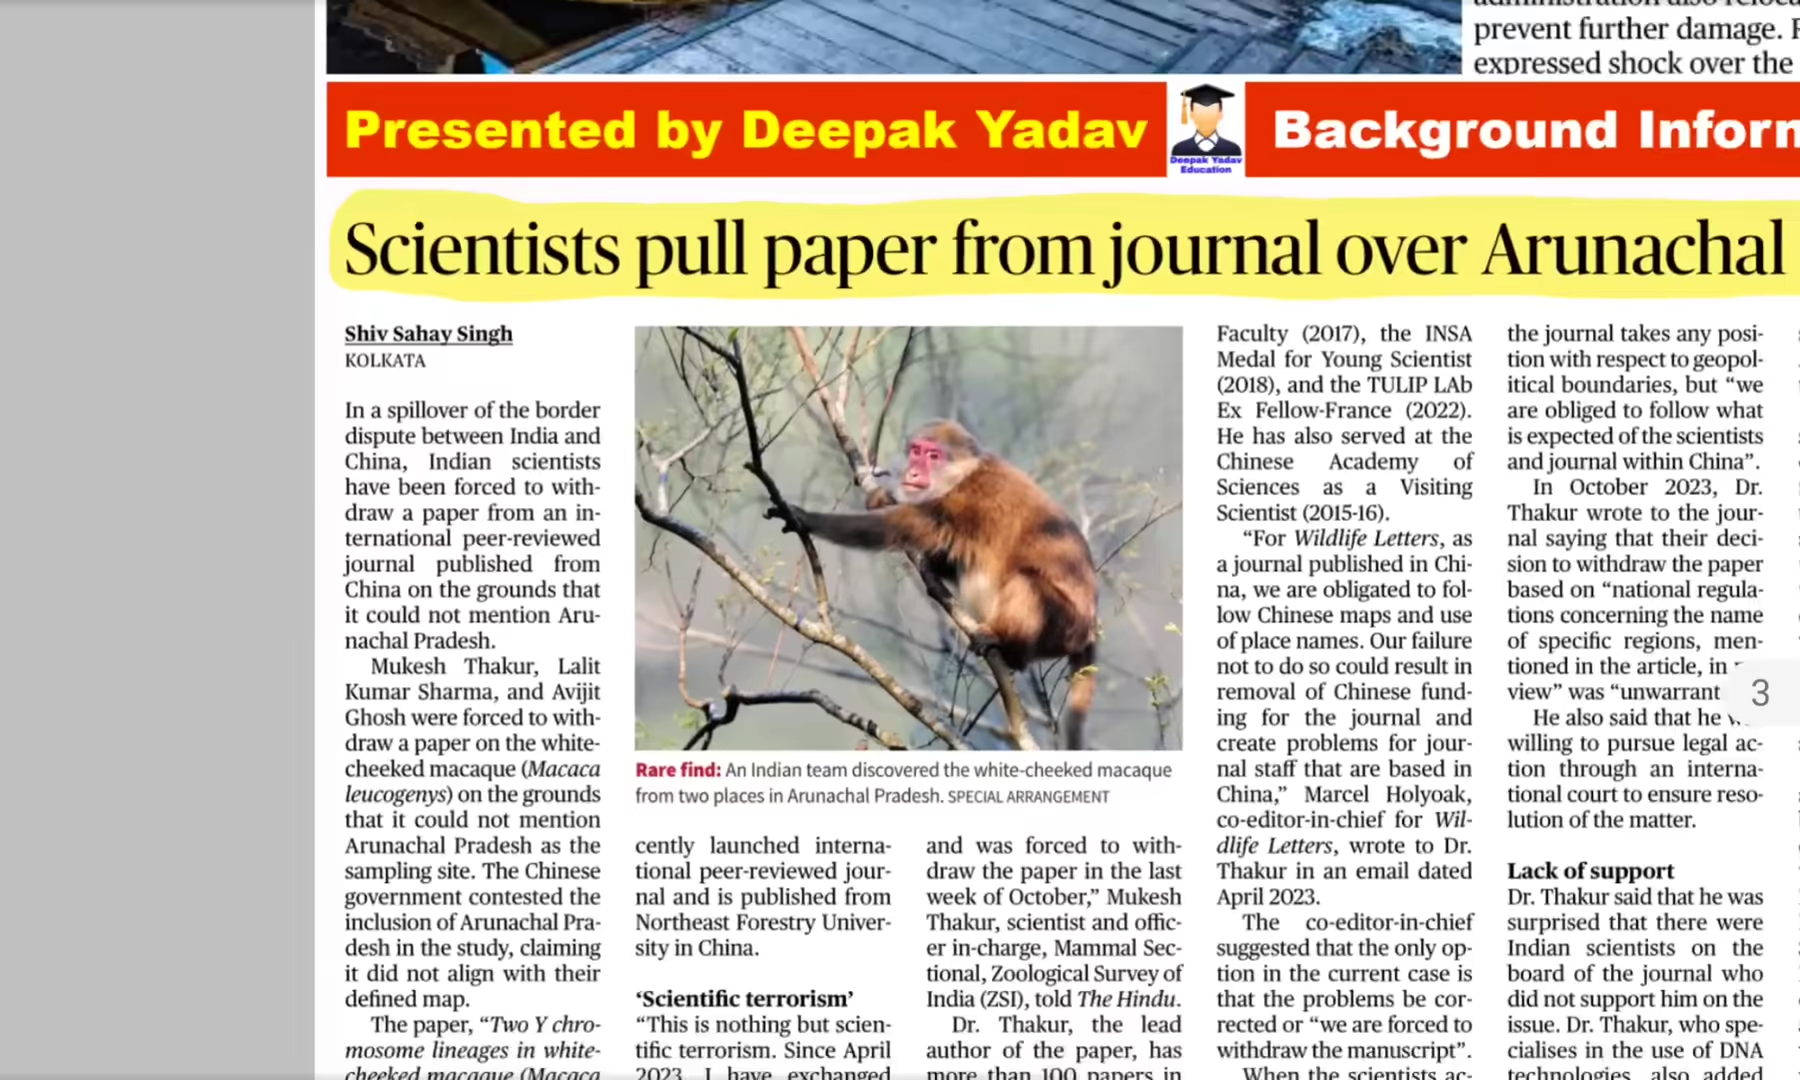 administration also reloca
prevent further damage. F
expressed shock over the
Presented by Deepak Yadav
Deepak Yadav
Education
Background Inforn
Scientists pull paper from journal over Arunachal
Shiv Sahay Singh
KOLKATA
In a spillover of the border
dispute between India and
China, Indian scientists
have been forced to with-
draw a paper from an in-
ternational peer-reviewed
journal published from
China on the grounds that
it could not mention Aru-
nachal Pradesh.
Mukesh Thakur, Lalit
Kumar Sharma, and Avijit
Ghosh were forced to with-
draw a paper on the white-
cheeked macaque (Macaca
leucogenys) on the grounds
that it could not mention
Arunachal Pradesh as the
sampling site. The Chinese
government contested the
inclusion of Arunachal Pra-
desh in the study, claiming
it did not align with their
defined map.
The paper, “Two Y chro-
mosome lineages in white-
cheeked macaque (Macaca
Rare find: An Indian team discovered the white-cheeked macaque
from two places in Arunachal Pradesh. SPECIAL ARRANGEMENT
cently launched interna-
tional peer-reviewed jour-
nal and is published from
Northeast Forestry Univer-
sity in China.
‘Scientific terrorism’
“This is nothing but scien-
tific terrorism. Since April
2023, I have exchanged
and was forced to with-
draw the paper in the last
week of October,” Mukesh
Thakur, scientist and offic-
er in-charge, Mammal Sec-
tional, Zoological Survey of
India (ZSI), told The Hindu.
Dr. Thakur, the lead
author of the paper, has
more than 100 papers in
Faculty (2017), the INSA
Medal for Young Scientist
(2018), and the TULIP LAb
Ex Fellow-France (2022).
He has also served at the
Chinese Academy of
Sciences as a Visiting
Scientist (2015-16).
“For Wildlife Letters, as
a journal published in Chi-
na, we are obligated to fol-
low Chinese maps and use
of place names. Our failure
not to do so could result in
removal of Chinese fund-
ing for the journal and
create problems for jour-
nal staff that are based in
China,” Marcel Holyoak,
co-editor-in-chief for Wil-
dlife Letters, wrote to Dr.
Thakur in an email dated
April 2023.
The co-editor-in-chief
suggested that the only op-
tion in the current case is
that the problems be cor-
rected or “we are forced to
withdraw the manuscript”.
When the scientists ac-
the journal takes any posi-
tion with respect to geopol-
itical boundaries, but “we
are obliged to follow what
is expected of the scientists
and journal within China”.
In October 2023, Dr.
Thakur wrote to the jour-
nal saying that their deci-
sion to withdraw the paper
based on “national regula-
tions concerning the name
of specific regions, men-
tioned in the article, in
view” was “unwarrant
He also said that he
willing to pursue legal ac-
tion through an interna-
tional court to ensure reso-
lution of the matter.
Lack of support
Dr. Thakur said that he was
surprised that there were
Indian scientists on the
board of the journal who
did not support him on the
issue. Dr. Thakur, who spe-
cialises in the use of DNA
technologies, also added
3